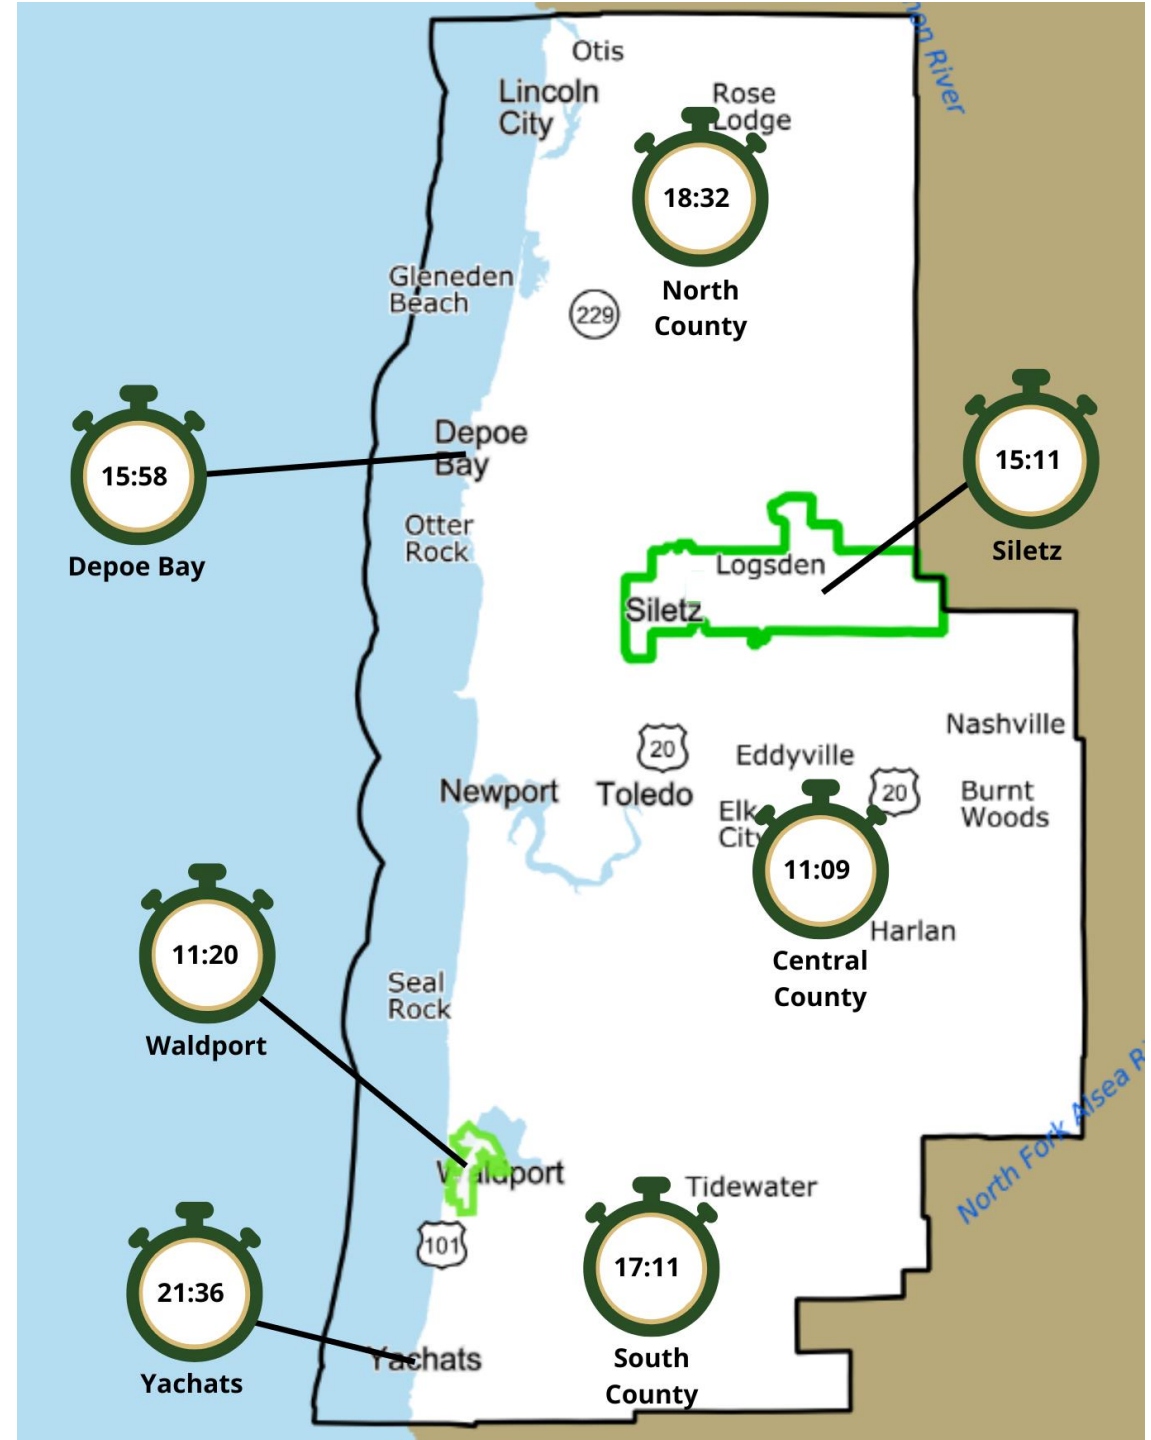 Otis
Lincoln
City
Rose
Lodge
18:32
North
County
Gleneden
Beach
229
Depoe
Bay
15:58
Depoe Bay
15:11
Siletz
Otter
Rock
Logsden
Siletz
Nashville
20
Eddyville
20
Newport
Toledo
Elk
City
Burnt
Woods
11:09
Central
County
Harlan
11:20
Waldport
Seal
Rock
North Fork Alsea
Waldport
Tidewater
101
17:11
South
County
21:36
Yachats
Yachats